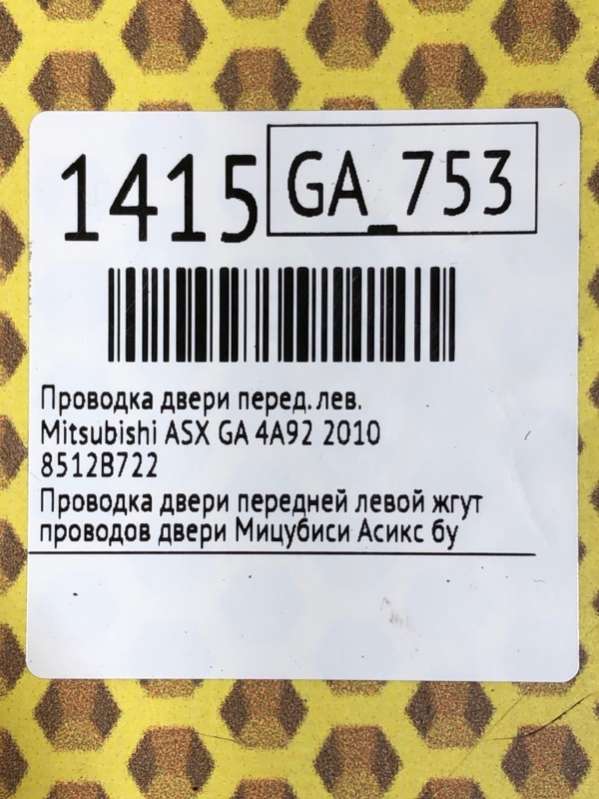 1415 GA_753
Проводка двери перед. лев.
Mitsubishi ASX GA 4A92 2010
8512B722
Проводка двери передней левой жгут
проводов двери Мицубиси Асикс бу